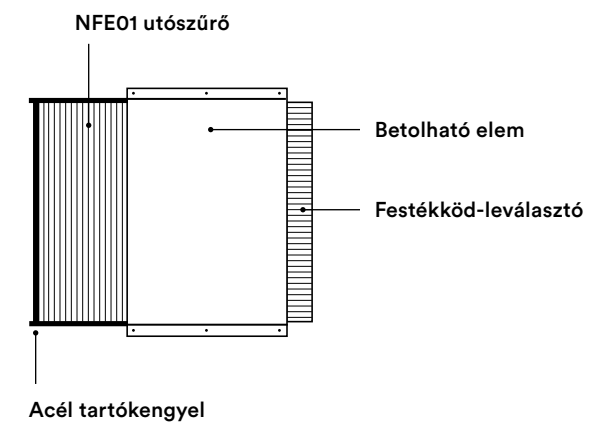 NFE01 utószűrő
Betolható elem
Festékköd-leválasztó
Acél tartókengyel